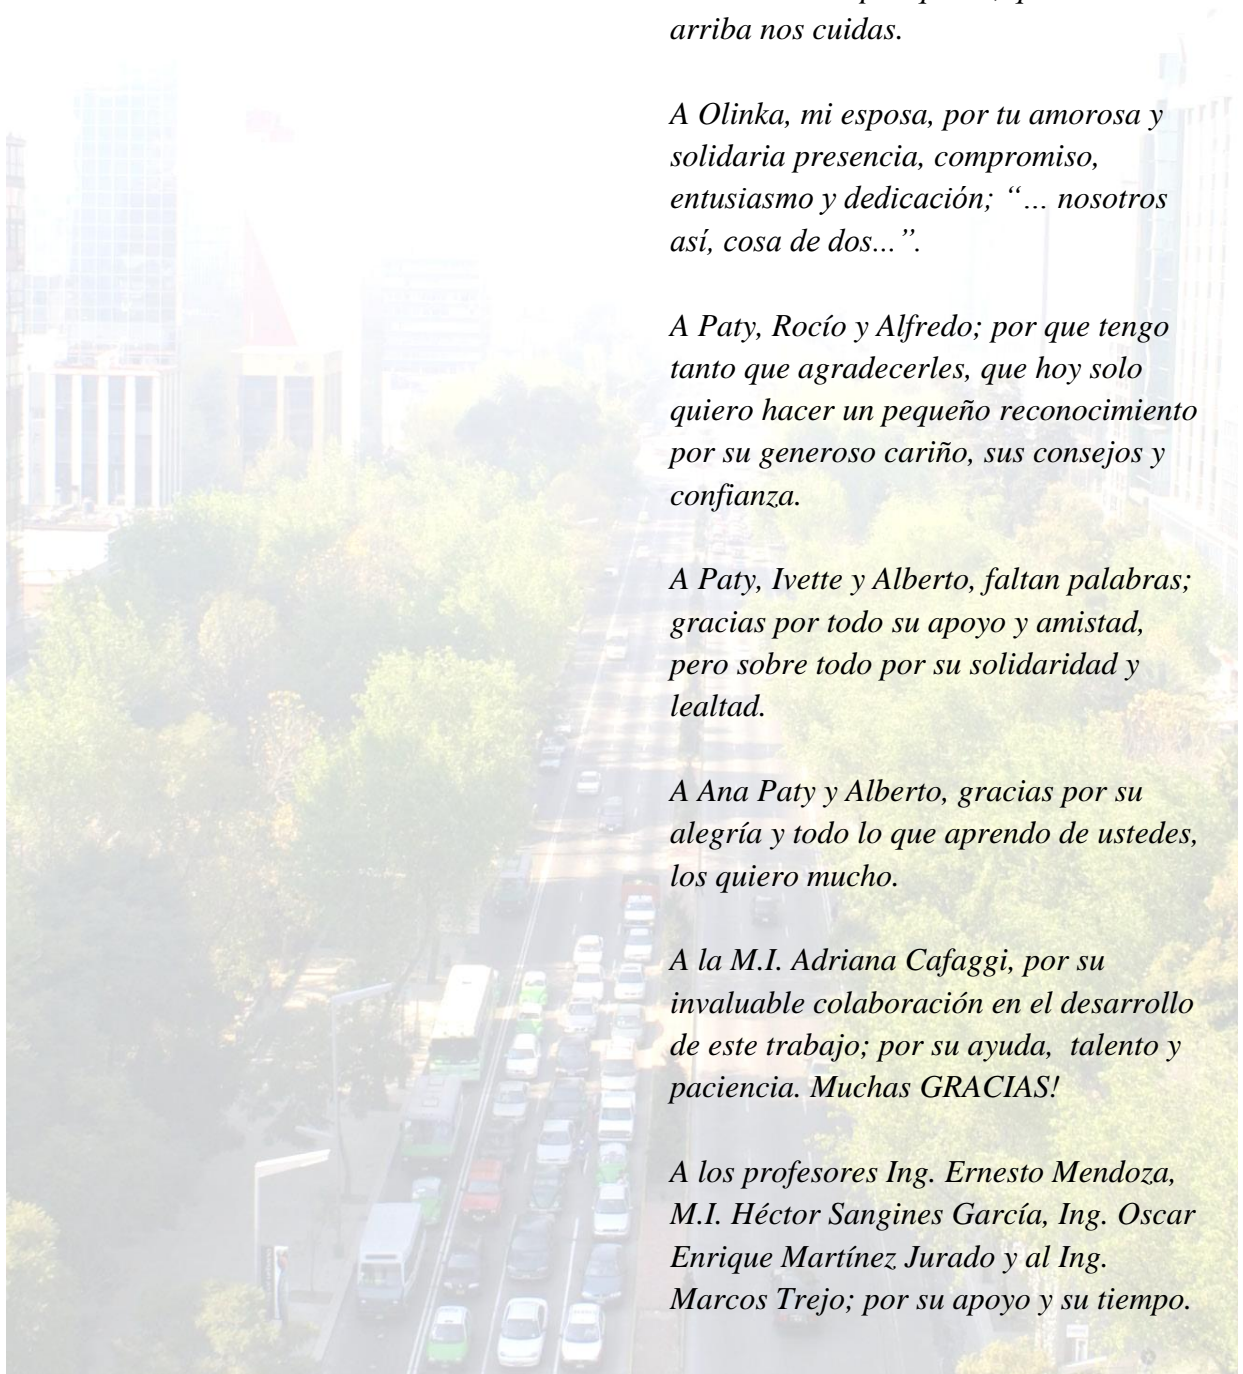 arriba nos cuidas.
A Olinka, mi esposa, por tu amorosa y
solidaria presencia, compromiso,
entusiasmo y dedicación; “… nosotros
así, cosa de dos...”.
A Paty, Rocío y Alfredo; por que tengo
tanto que agradecerles, que hoy solo
quiero hacer un pequeño reconocimiento
por su generoso cariño, sus consejos y
confianza.
A Paty, Ivette y Alberto, faltan palabras;
gracias por todo su apoyo y amistad,
pero sobre todo por su solidaridad y
lealtad.
A Ana Paty y Alberto, gracias por su
alegría y todo lo que aprendo de ustedes,
los quiero mucho.
A la M.I. Adriana Cafaggi, por su
invaluable colaboración en el desarrollo
de este trabajo; por su ayuda,  talento y
paciencia. Muchas GRACIAS!
A los profesores Ing. Ernesto Mendoza,
M.I. Héctor Sangines García, Ing. Oscar
Enrique Martínez Jurado y al Ing.
Marcos Trejo; por su apoyo y su tiempo.